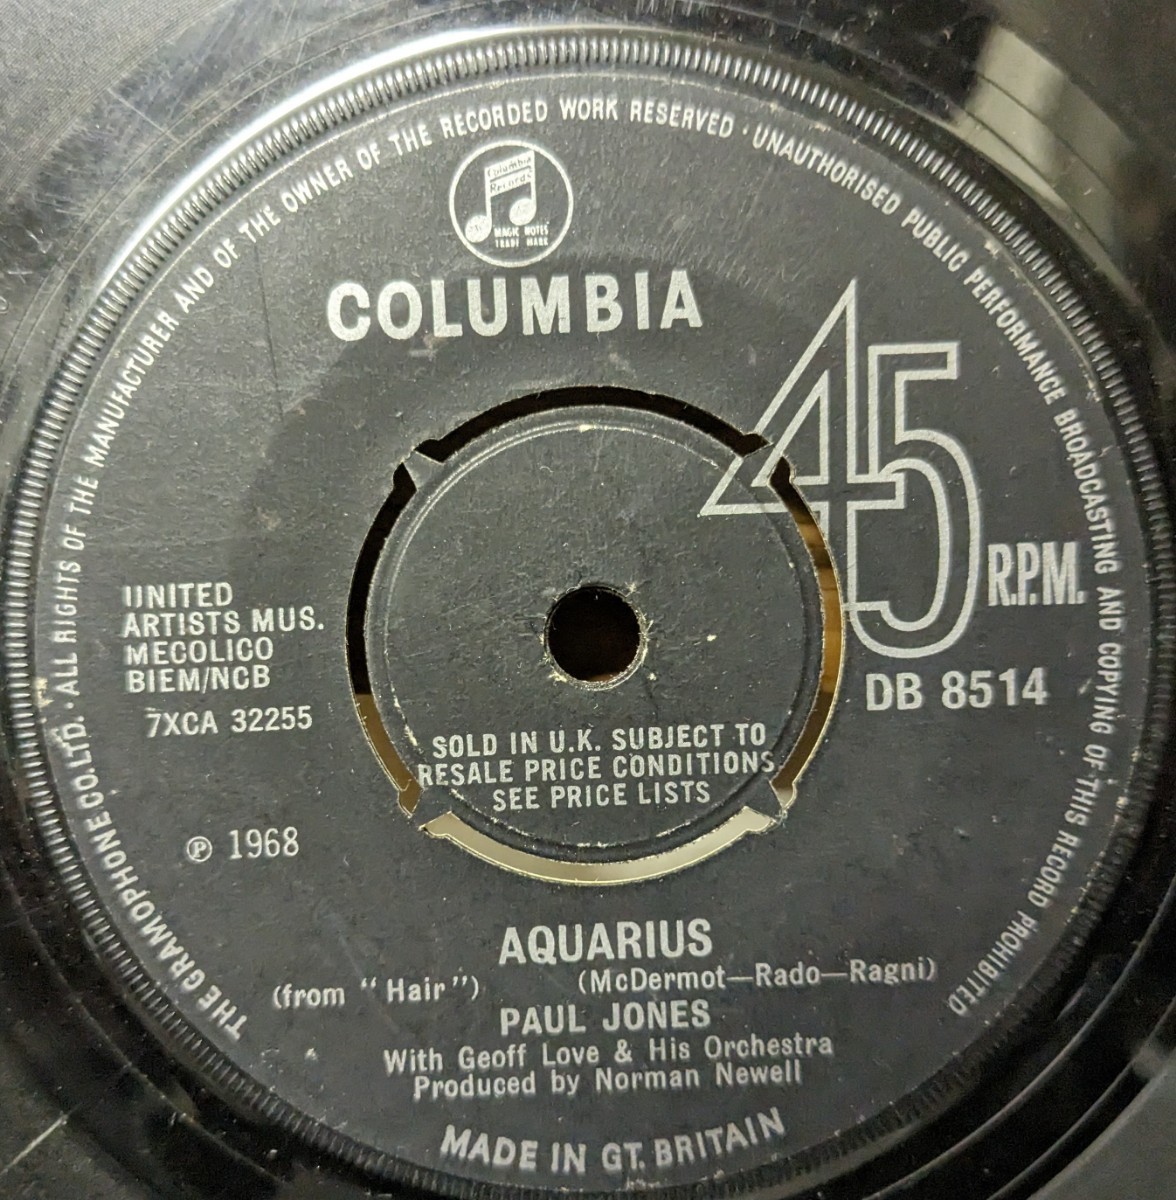 THE GRAMOPHONE CO. LTD. · ALL RIGHTS OF THE MANUFACTURER AND OF THE OWNER OF THE RECORDED WORK RESERVED · UNAUTHORISED PUBLIC PERFORMANCE BROADCASTING AND COPYING OF THIS RECORD PROHIBITED
Columbia
Records
MAGIC NOTES
TRADE MARK
COLUMBIA
45
R.P.M.
DB 8514
UNITED
ARTISTS MUS.
MECOLICO
BIEM/NCB
7XCA 32255
SOLD IN U.K. SUBJECT TO
RESALE PRICE CONDITIONS
SEE PRICE LISTS
℗ 1968
AQUARIUS
(from "Hair") (McDermot—Rado—Ragni)
PAUL JONES
With Geoff Love & His Orchestra
Produced by Norman Newell
MADE IN GT. BRITAIN